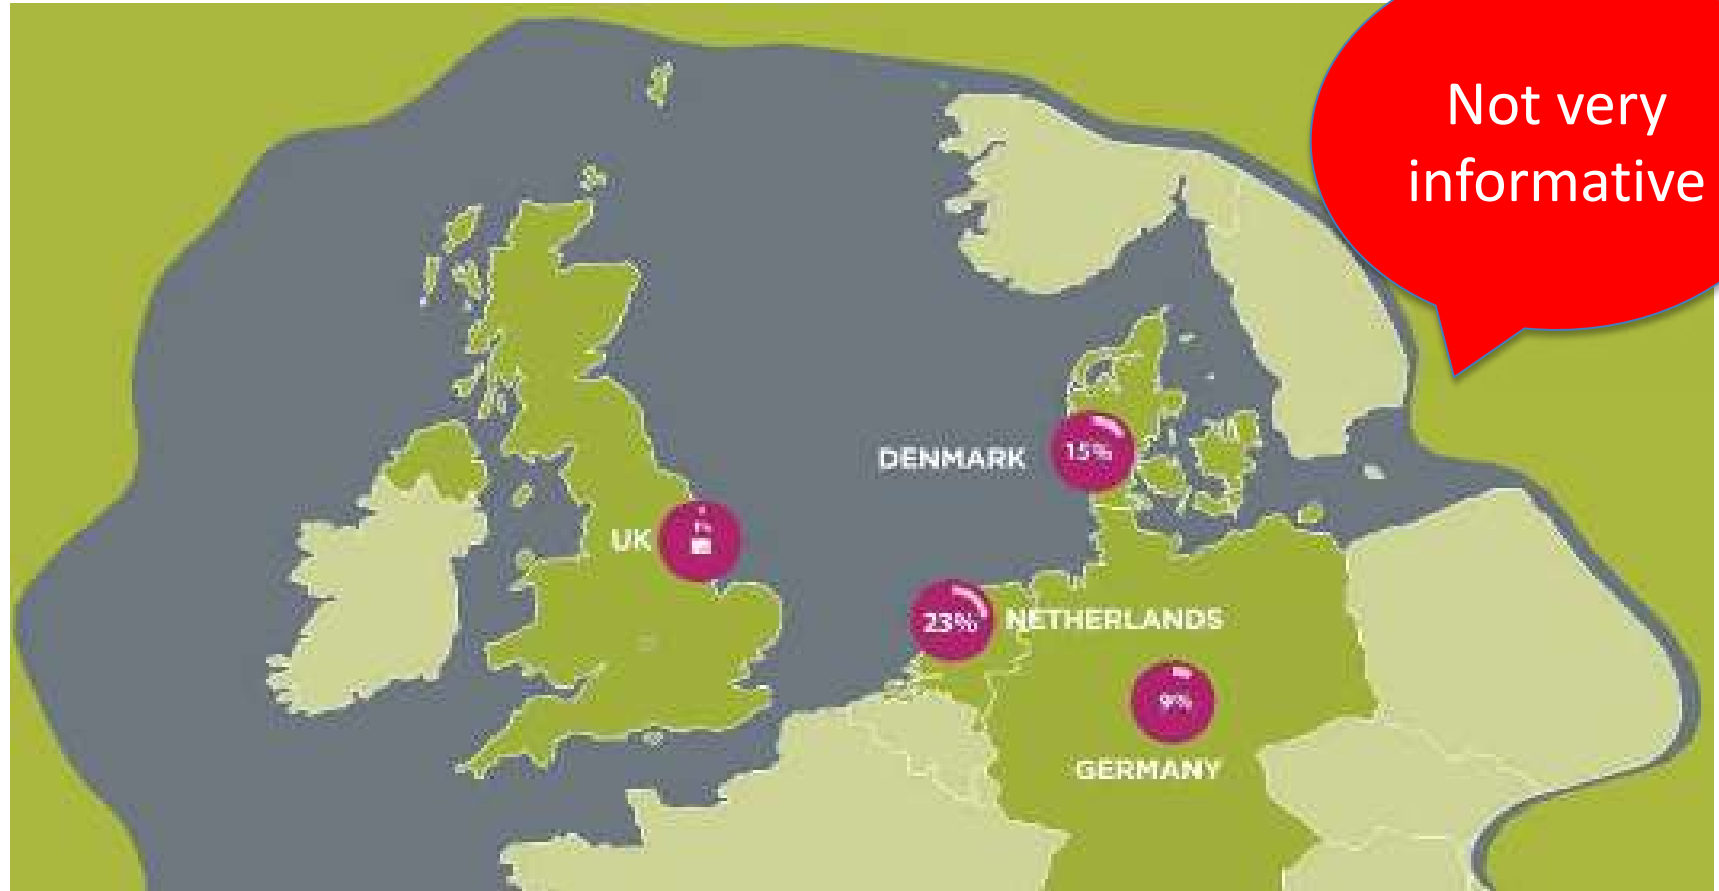 Not very
informative
DENMARK
15%
UK
23%
NETHERLANDS
9%
GERMANY